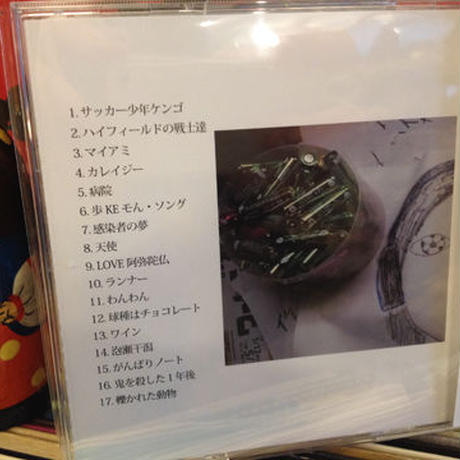 1.サッカー少年ケンゴ
2.ハイフィールドの戦士達
3.マイアミ
4.カレイジー
5.病院
6.歩KEモん・ソング
7.感染者の夢
8.天使
9.LOVE 阿弥陀仏
10.ランナー
11.わんわん
12.球種はチョコレート
13.ワイン
14.泡瀬干潟
15.がんばりノート
16.鬼を殺した1年後
17.轢かれた動物